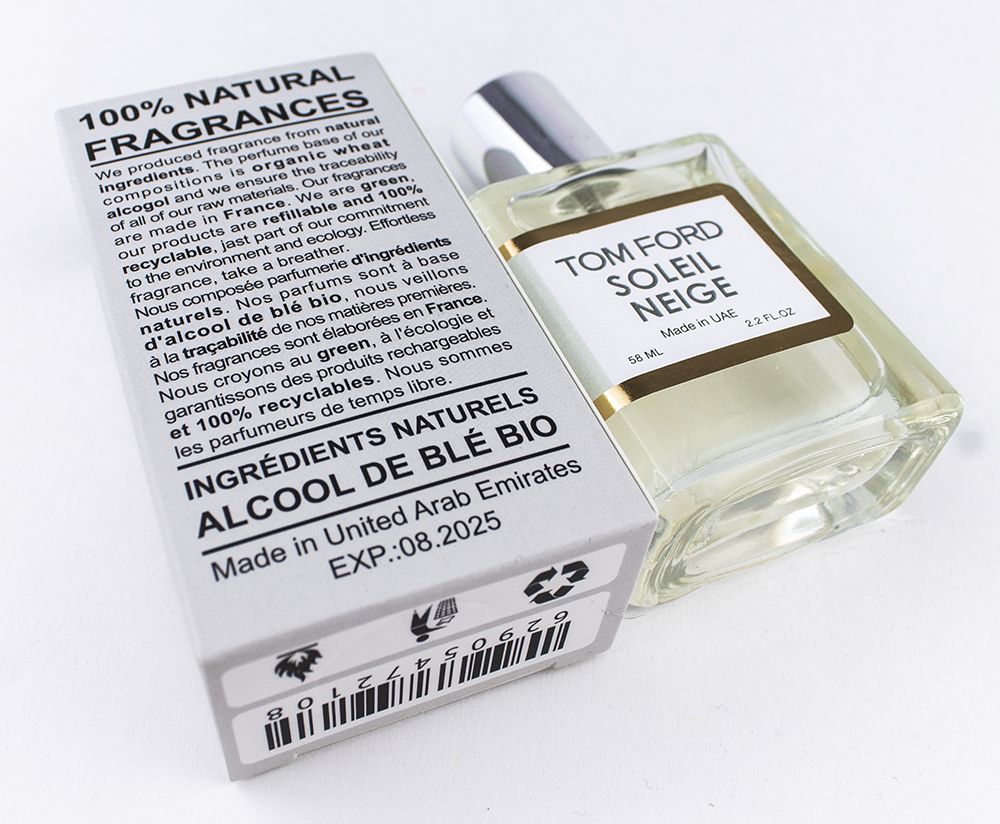 100% NATURAL
FRAGRANCES
We produced fragrance from natural
ingredients. The perfume base of our
compositions is organic wheat
alcogol and we ensure the traceability
of all of our raw materials. Our fragrances
are made in France. We are green,
our products are refillable and 100%
recyclable, jast part of our commitment
to the environment and ecology. Effortless
fragrance, take a breather.
Nous composée parfumerie d'ingrédients
naturels. Nos parfums sont à base
d'alcool de blé bio, nous veillons
à la traçabilité de nos matières premières.
Nos fragrances sont élaborées en France.
Nous croyons au green, à l'écologie et
garantissons des produits rechargeables
et 100% recyclables. Nous sommes
les parfumeurs de temps libre.
INGRÉDIENTS NATURELS
ALCOOL DE BLÉ BIO
Made in United Arab Emirates
EXP.:08.2025
629054772108
TOM FORD
SOLEIL
NEIGE
Made in UAE
58 ML 2.2 FL.OZ